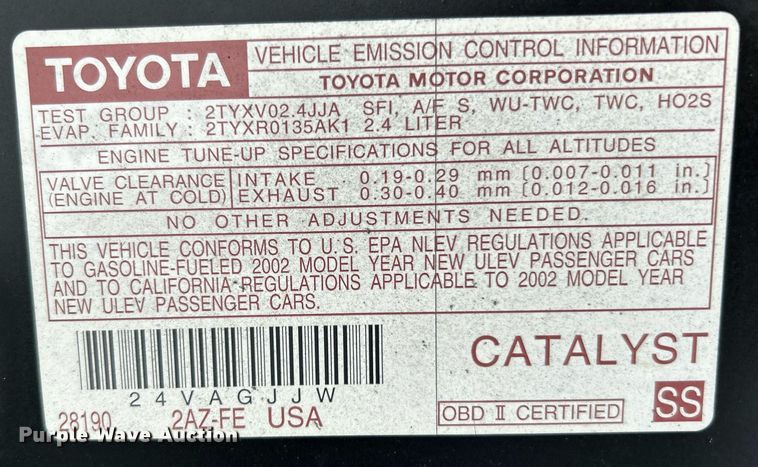 TOYOTA
VEHICLE EMISSION CONTROL INFORMATION
TOYOTA MOTOR CORPORATION
TEST GROUP : 2TYXV02.4JJA SFI, A/F S, WU-TWC, TWC, HO2S
EVAP. FAMILY : 2TYXR0135AK1 2.4 LITER
ENGINE TUNE-UP SPECIFICATIONS FOR ALL ALTITUDES
VALVE CLEARANCE INTAKE 0.19-0.29 mm [0.007-0.011 in.]
(ENGINE AT COLD) EXHAUST 0.30-0.40 mm [0.012-0.016 in.]
NO OTHER ADJUSTMENTS NEEDED.
THIS VEHICLE CONFORMS TO U.S. EPA NLEV REGULATIONS APPLICABLE
TO GASOLINE-FUELED 2002 MODEL YEAR NEW ULEV PASSENGER CARS
AND TO CALIFORNIA REGULATIONS APPLICABLE TO 2002 MODEL YEAR
NEW ULEV PASSENGER CARS.
CATALYST
24VAGJJW
28190 2AZ-FE USA
OBD II CERTIFIED SS
Purple Wave Auction